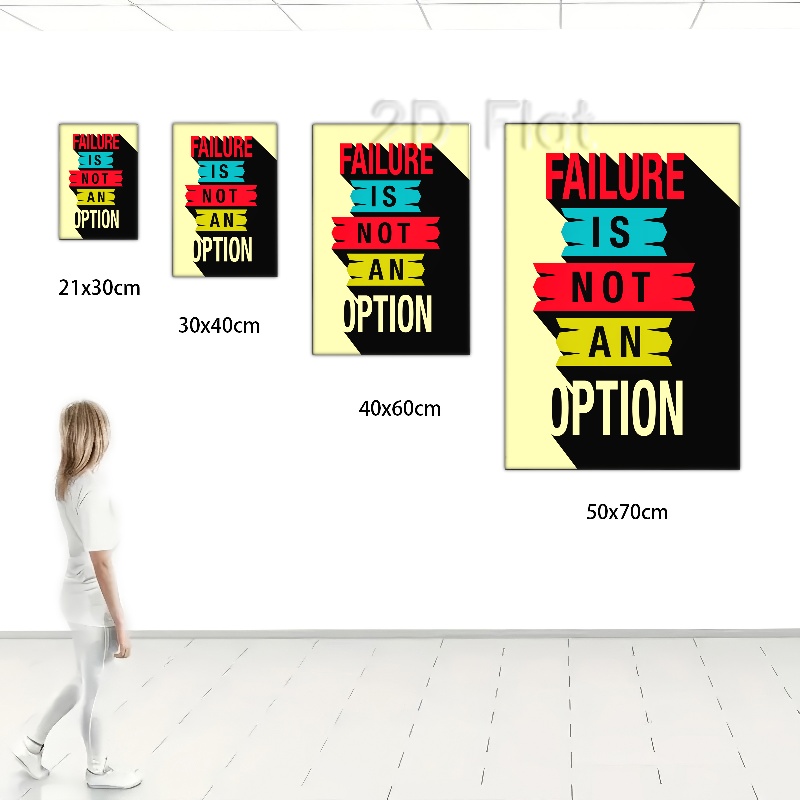 2D Flat
FAILURE
IS
NOT
AN
OPTION
21x30cm
FAILURE
IS
NOT
AN
OPTION
30x40cm
FAILURE
IS
NOT
AN
OPTION
40x60cm
FAILURE
IS
NOT
AN
OPTION
50x70cm